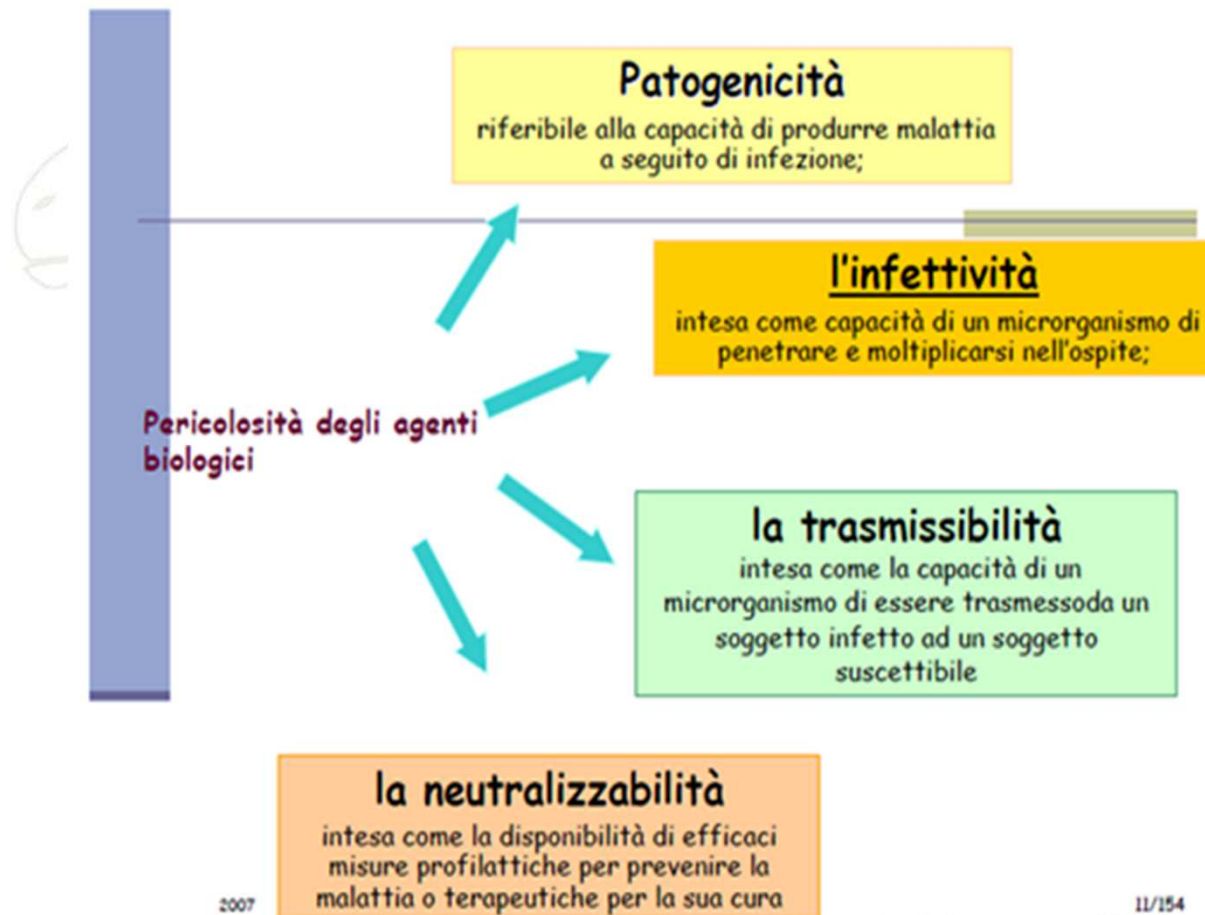 Patogenicità
riferibile alla capacità di produrre malattia
a seguito di infezione;
l'infettività
intesa come capacità di un microrganismo di
penetrare e moltiplicarsi nell'ospite;
Pericolosità degli agenti
biologici
la trasmissibilità
intesa come la capacità di un
microrganismo di essere trasmessoda un
soggetto infetto ad un soggetto
suscettibile
la neutralizzabilità
intesa come la disponibilità di efficaci
misure profilattiche per prevenire la
malattia o terapeutiche per la sua cura
2007
11/154